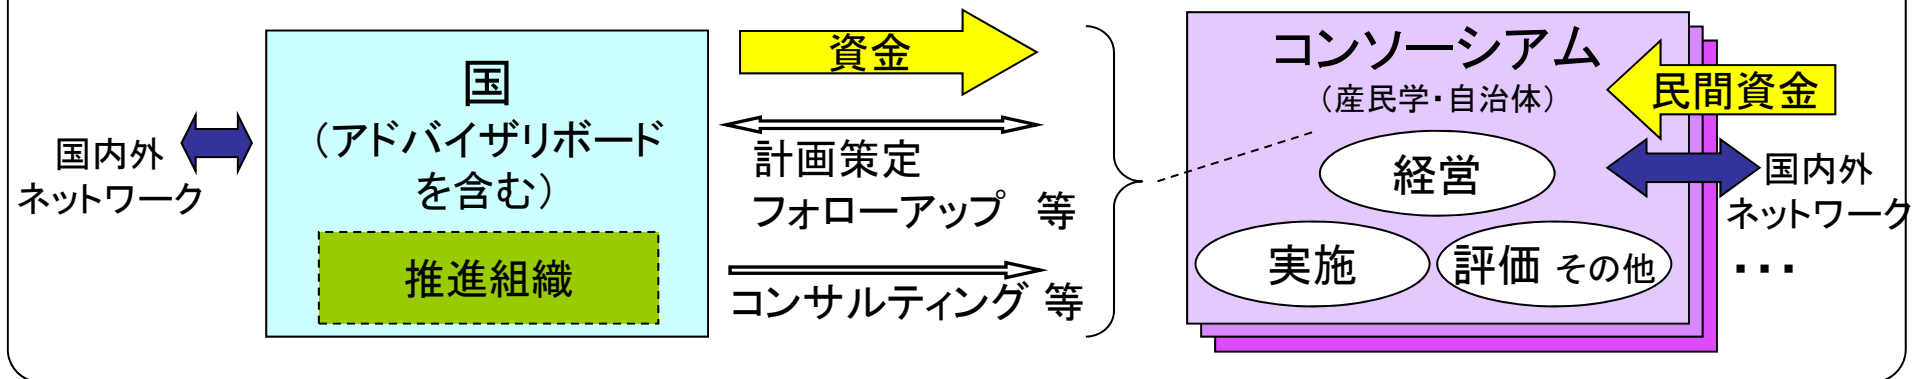 国内外
ネットワーク
国
（アドバイザリボード
を含む）
推進組織
資金
計画策定
フォローアップ 等
コンサルティング 等
コンソーシアム
（産民学・自治体）
経営
実施
評価 その他
民間資金
国内外
ネットワーク
・・・